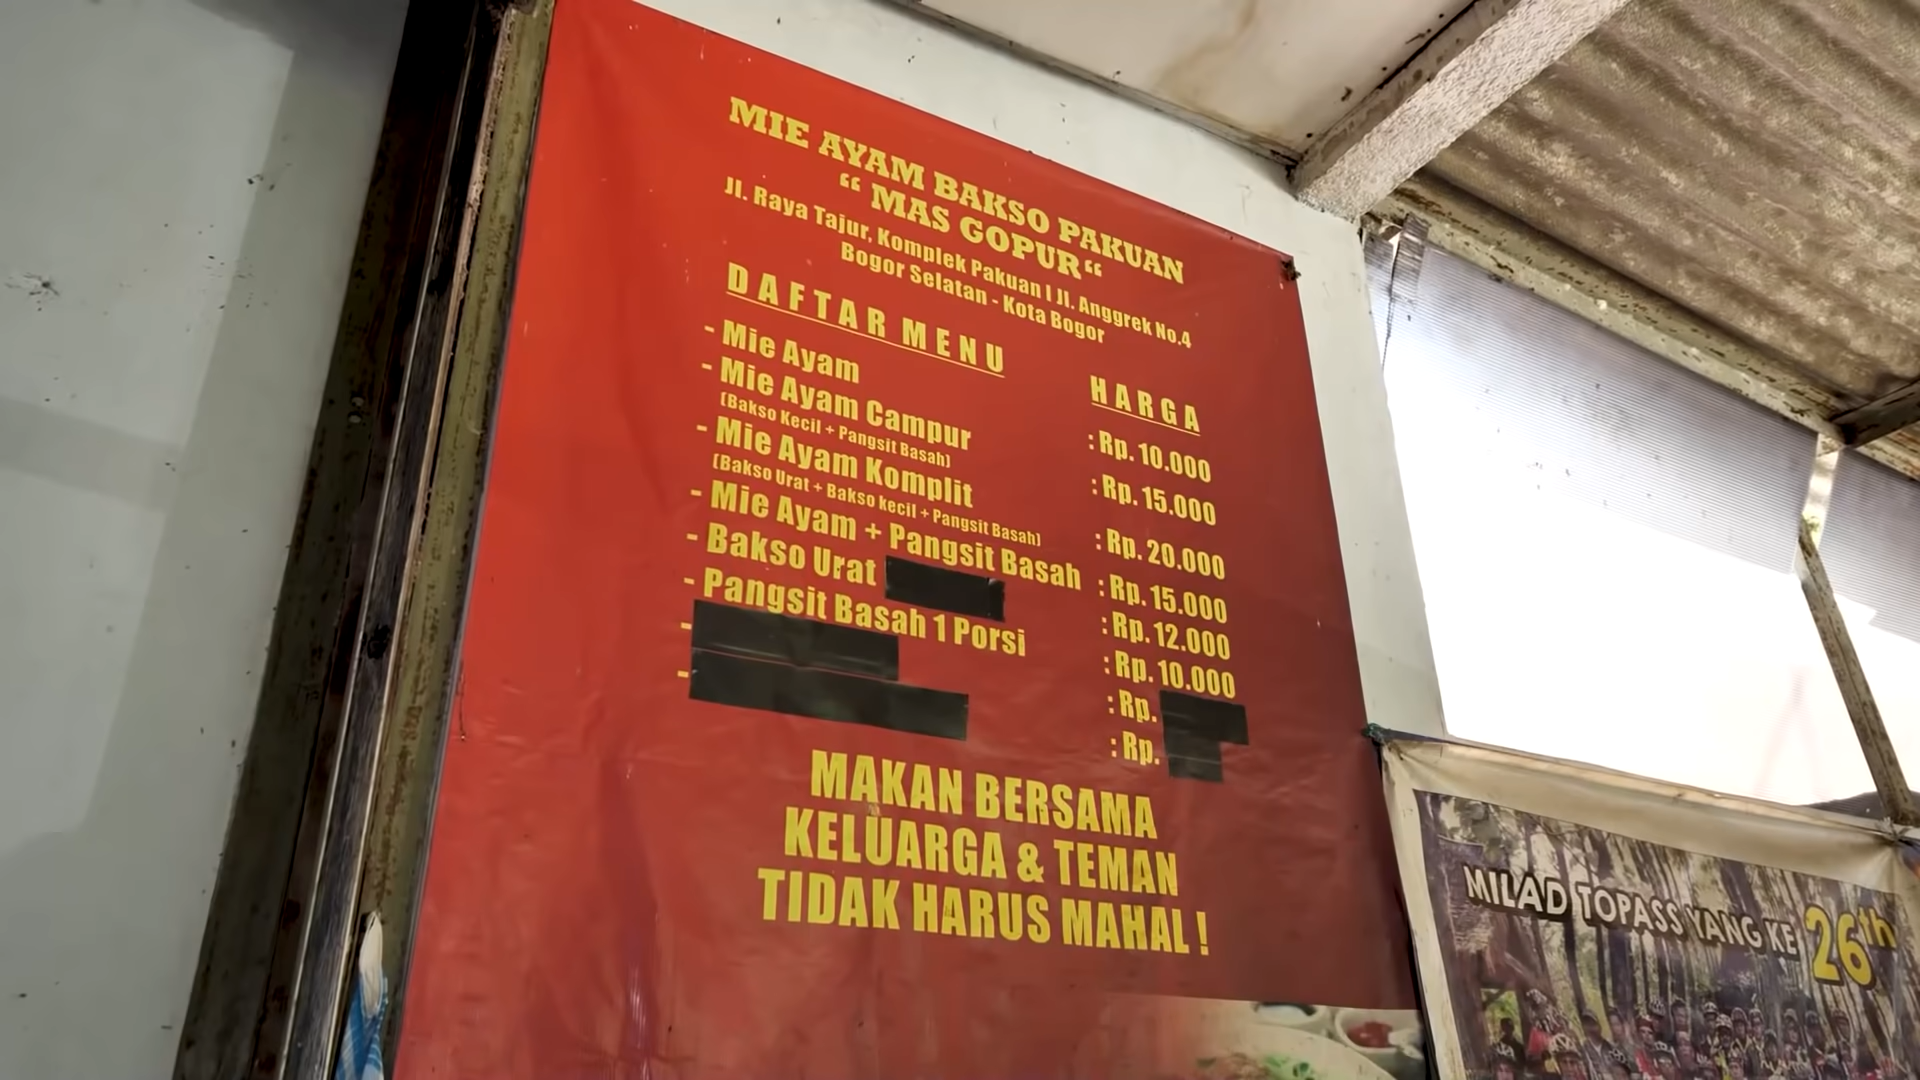 MIE AYAM BAKSO PAKUAN
“ MAS GOPUR“
Jl. Raya Tajur, Komplek Pakuan I Jl. Anggrek No.4
Bogor Selatan - Kota Bogor
DAFTAR MENU HARGA
- Mie Ayam : Rp. 10.000
- Mie Ayam Campur : Rp. 15.000
(Bakso Kecil + Pangsit Basah)
- Mie Ayam Komplit : Rp. 20.000
(Bakso Urat + Bakso kecil + Pangsit Basah)
- Mie Ayam + Pangsit Basah : Rp. 15.000
- Bakso Urat : Rp. 12.000
- Pangsit Basah 1 Porsi : Rp. 10.000
- : Rp.
- : Rp.
MAKAN BERSAMA
KELUARGA & TEMAN
TIDAK HARUS MAHAL !
MILAD TOPASS YANG KE 26th